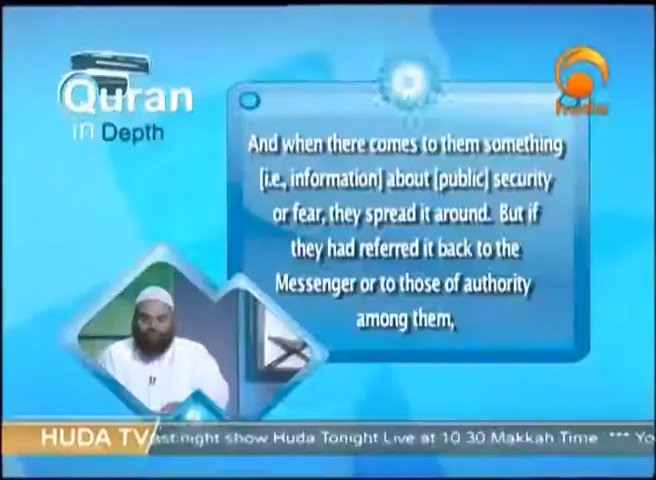 Quran
in Depth
huda
And when there comes to them something
[i.e., information] about [public] security
or fear, they spread it around. But if
they had referred it back to the
Messenger or to those of authority
among them,
HUDA TV
ast night show Huda Tonight Live at 10 30 Makkah Time *** Yo